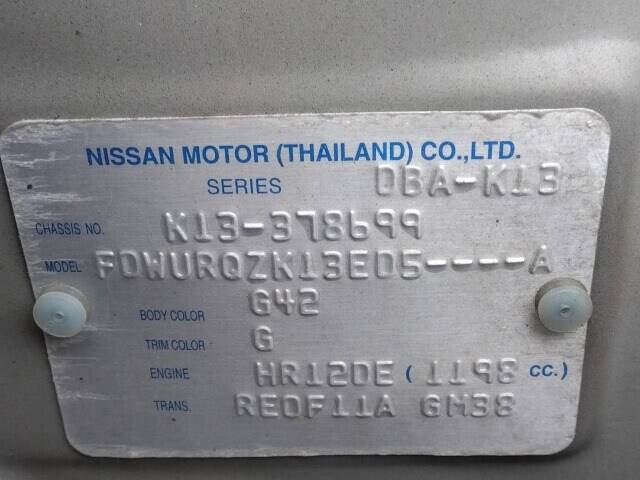 NISSAN MOTOR (THAILAND) CO.,LTD.
SERIES DBA-K13
CHASSIS NO. K13-378699
MODEL FDWURQZK13ED5----A
BODY COLOR G42
TRIM COLOR G
ENGINE HR12DE ( 1198 CC.)
TRANS. RE0F11A GM38